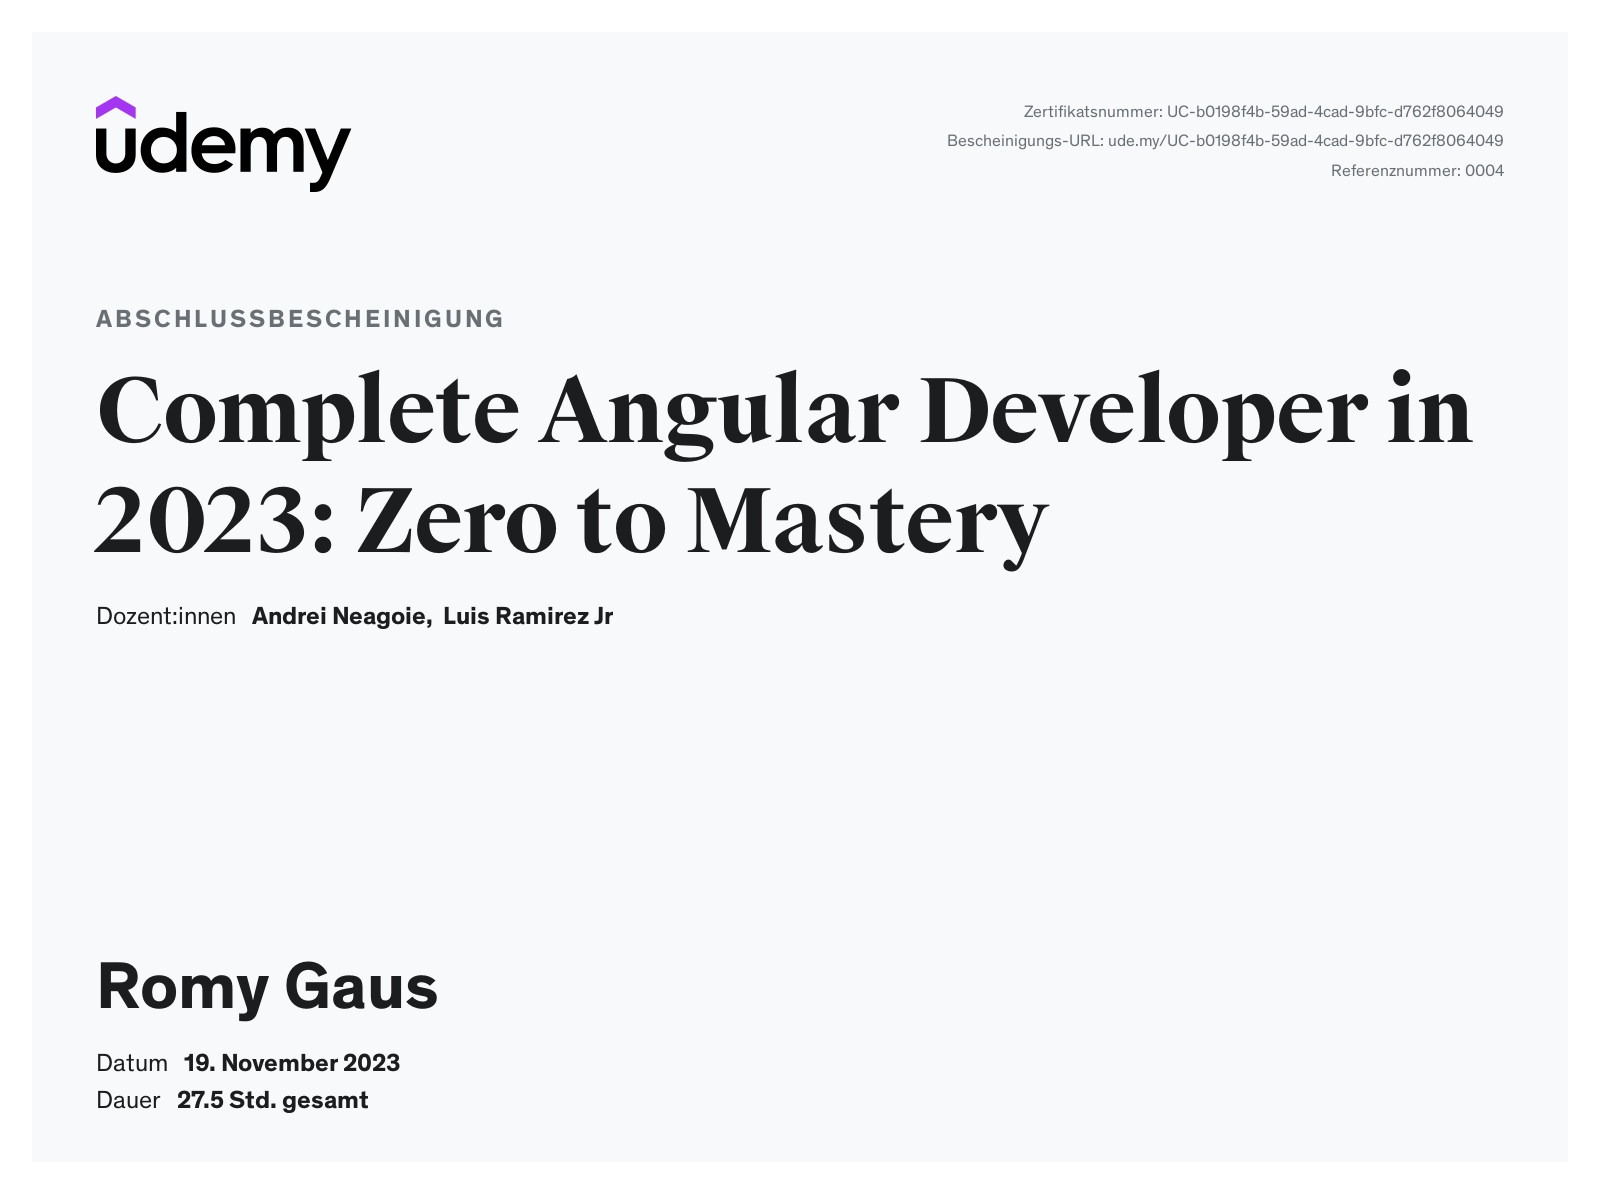 udemy
Zertifikatsnummer: UC-b0198f4b-59ad-4cad-9bfc-d762f8064049
Bescheinigungs-URL: ude.my/UC-b0198f4b-59ad-4cad-9bfc-d762f8064049
Referenznummer: 0004
ABSCHLUSSBESCHEINIGUNG
Complete Angular Developer in
2023: Zero to Mastery
Dozent:innen Andrei Neagoie, Luis Ramirez Jr
Romy Gaus
Datum 19. November 2023
Dauer 27.5 Std. gesamt